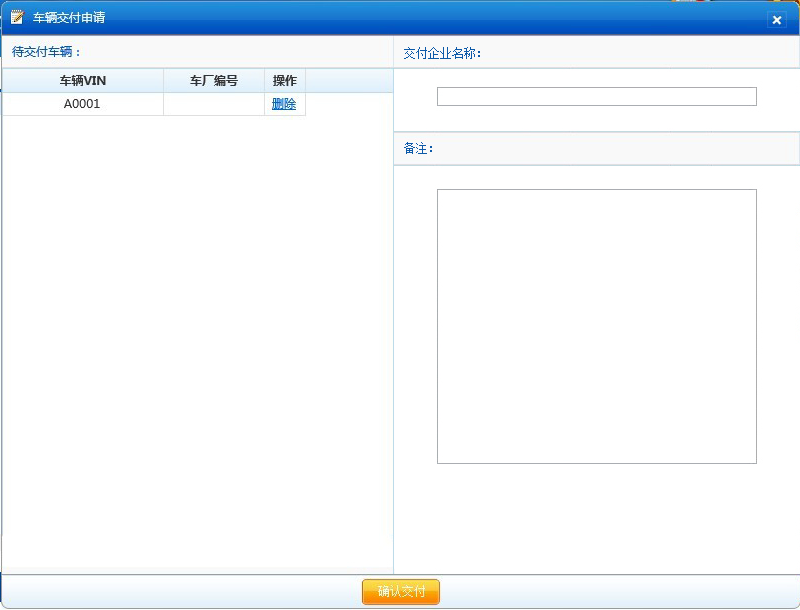 车辆交付申请
待交付车辆：
车辆VIN 车厂编号 操作
A0001 删除
交付企业名称:
备注:
确认交付